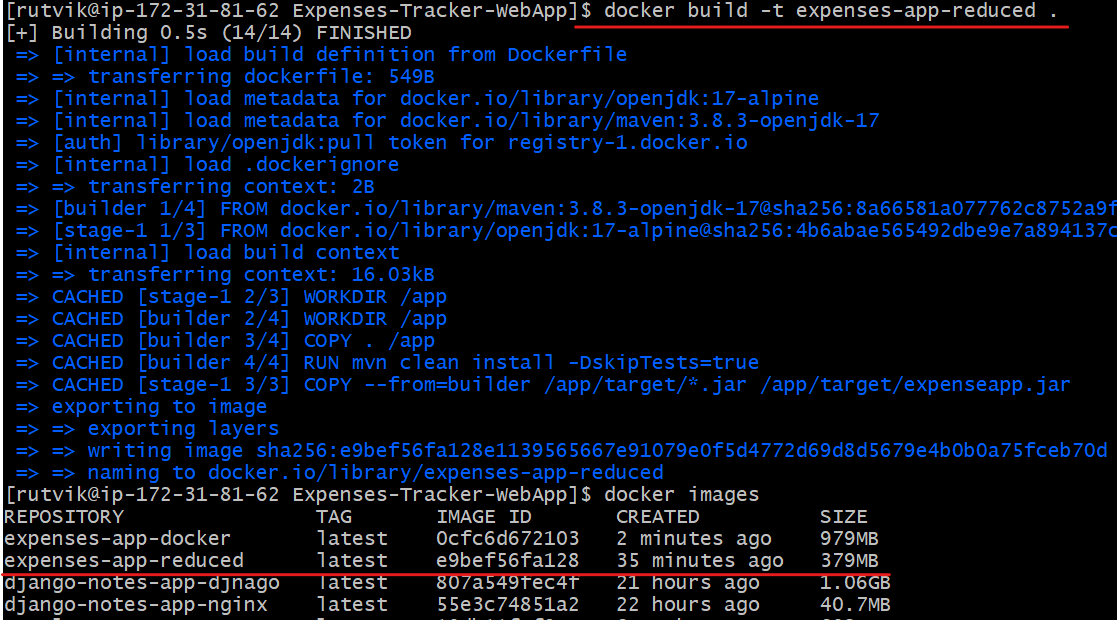 [rutvik@ip-172-31-81-62 Expenses-Tracker-WebApp]$ docker build -t expenses-app-reduced .
[+] Building 0.5s (14/14) FINISHED
=> [internal] load build definition from Dockerfile
=> => transferring dockerfile: 549B
=> [internal] load metadata for docker.io/library/openjdk:17-alpine
=> [internal] load metadata for docker.io/library/maven:3.8.3-openjdk-17
=> [auth] library/openjdk:pull token for registry-1.docker.io
=> [internal] load .dockerignore
=> => transferring context: 2B
=> [builder 1/4] FROM docker.io/library/maven:3.8.3-openjdk-17@sha256:8a66581a077762c8752a9f
=> [stage-1 1/3] FROM docker.io/library/openjdk:17-alpine@sha256:4b6abae565492dbe9e7a894137c
=> [internal] load build context
=> => transferring context: 16.03kB
=> CACHED [stage-1 2/3] WORKDIR /app
=> CACHED [builder 2/4] WORKDIR /app
=> CACHED [builder 3/4] COPY . /app
=> CACHED [builder 4/4] RUN mvn clean install -DskipTests=true
=> CACHED [stage-1 3/3] COPY --from=builder /app/target/*.jar /app/target/expenseapp.jar
=> exporting to image
=> => exporting layers
=> => writing image sha256:e9bef56fa128e1139565667e91079e0f5d4772d69d8d5679e4b0b0a75fceb70d
=> => naming to docker.io/library/expenses-app-reduced
[rutvik@ip-172-31-81-62 Expenses-Tracker-WebApp]$ docker images
REPOSITORY TAG IMAGE ID CREATED SIZE
expenses-app-docker latest 0cfc6d672103 2 minutes ago 979MB
expenses-app-reduced latest e9bef56fa128 35 minutes ago 379MB
django-notes-app-djnago latest 807a549fec4f 21 hours ago 1.06GB
django-notes-app-nginx latest 55e3c74851a2 22 hours ago 40.7MB